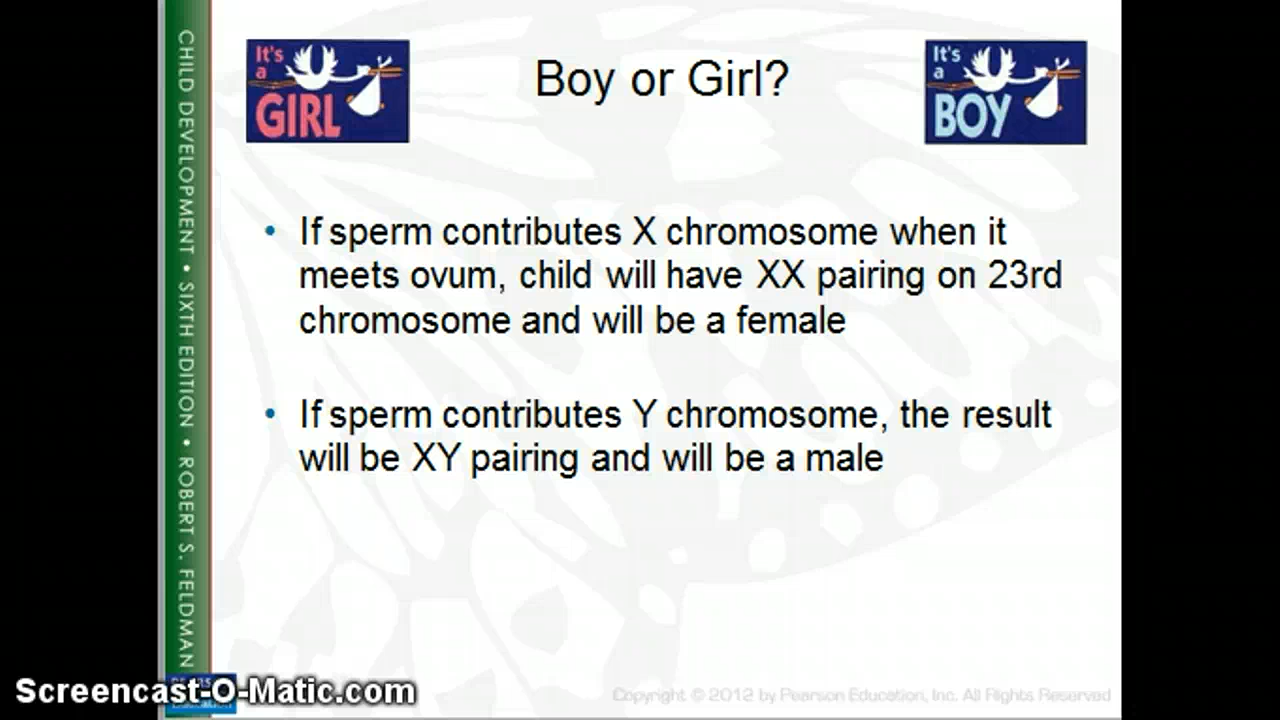 CHILD DEVELOPMENT • SIXTH EDITION • ROBERT S. FELDMAN
It's
a
GIRL
Boy or Girl?
It's
a
BOY
• If sperm contributes X chromosome when it
meets ovum, child will have XX pairing on 23rd
chromosome and will be a female
• If sperm contributes Y chromosome, the result
will be XY pairing and will be a male
Screencast-O-Matic.com
Copyright © 2012 by Pearson Education, Inc. All Rights Reserved